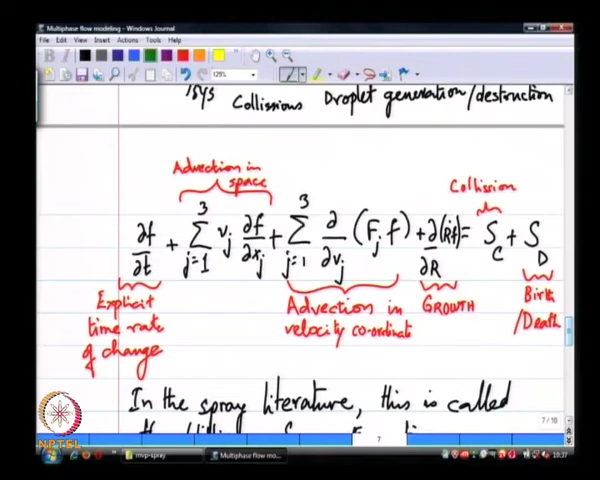 Multiphase flow modeling - Windows Journal
File Edit View Insert Actions Tools Help
125%
/sys Collissions Droplet generation/destruction
Advection in space
Collision
∂f/∂t + Σ_{j=1}^{3} v_j ∂f/∂x_j + Σ_{j=1}^{3} ∂/∂v_j (F_j f) + ∂/∂R (Ṙf) = S_C + S_D
Explicit time rate of change
Advection in velocity co-ordinate
GROWTH
Birth /Death
In the spray literature, this is called
7 / 10
7
NPTEL
mvp-spray
Multiphase flow mo...
10:37